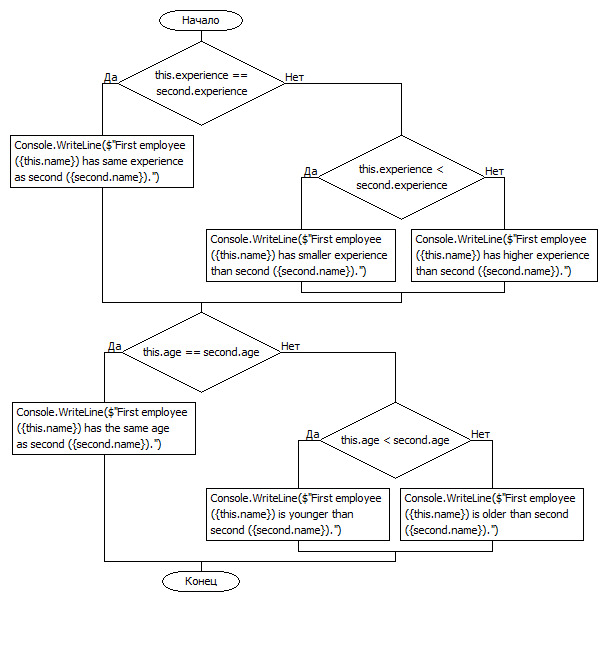 Начало
this.experience ==
second.experience
Да
Нет
Console.WriteLine($"First employee
({this.name}) has same experience
as second ({second.name}).")
this.experience <
second.experience
Да
Нет
Console.WriteLine($"First employee
({this.name}) has smaller experience
than second ({second.name}).")
Console.WriteLine($"First employee
({this.name}) has higher experience
than second ({second.name}).")
this.age == second.age
Да
Нет
Console.WriteLine($"First employee
({this.name}) has the same age
as second ({second.name}).")
this.age < second.age
Да
Нет
Console.WriteLine($"First employee
({this.name}) is younger than
second ({second.name}).")
Console.WriteLine($"First employee
({this.name}) is older than second
({second.name}).")
Конец